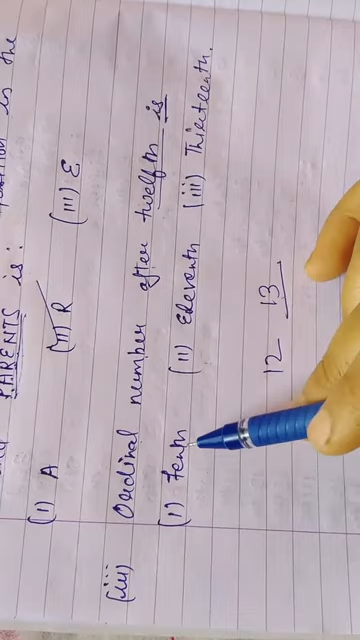 PARENTS is :
(I) A (II) R (III) E
(iii) Ordinal number after twelfth is
(I) Tenth (II) Eleventh (iii) Thirteenth.
12 13